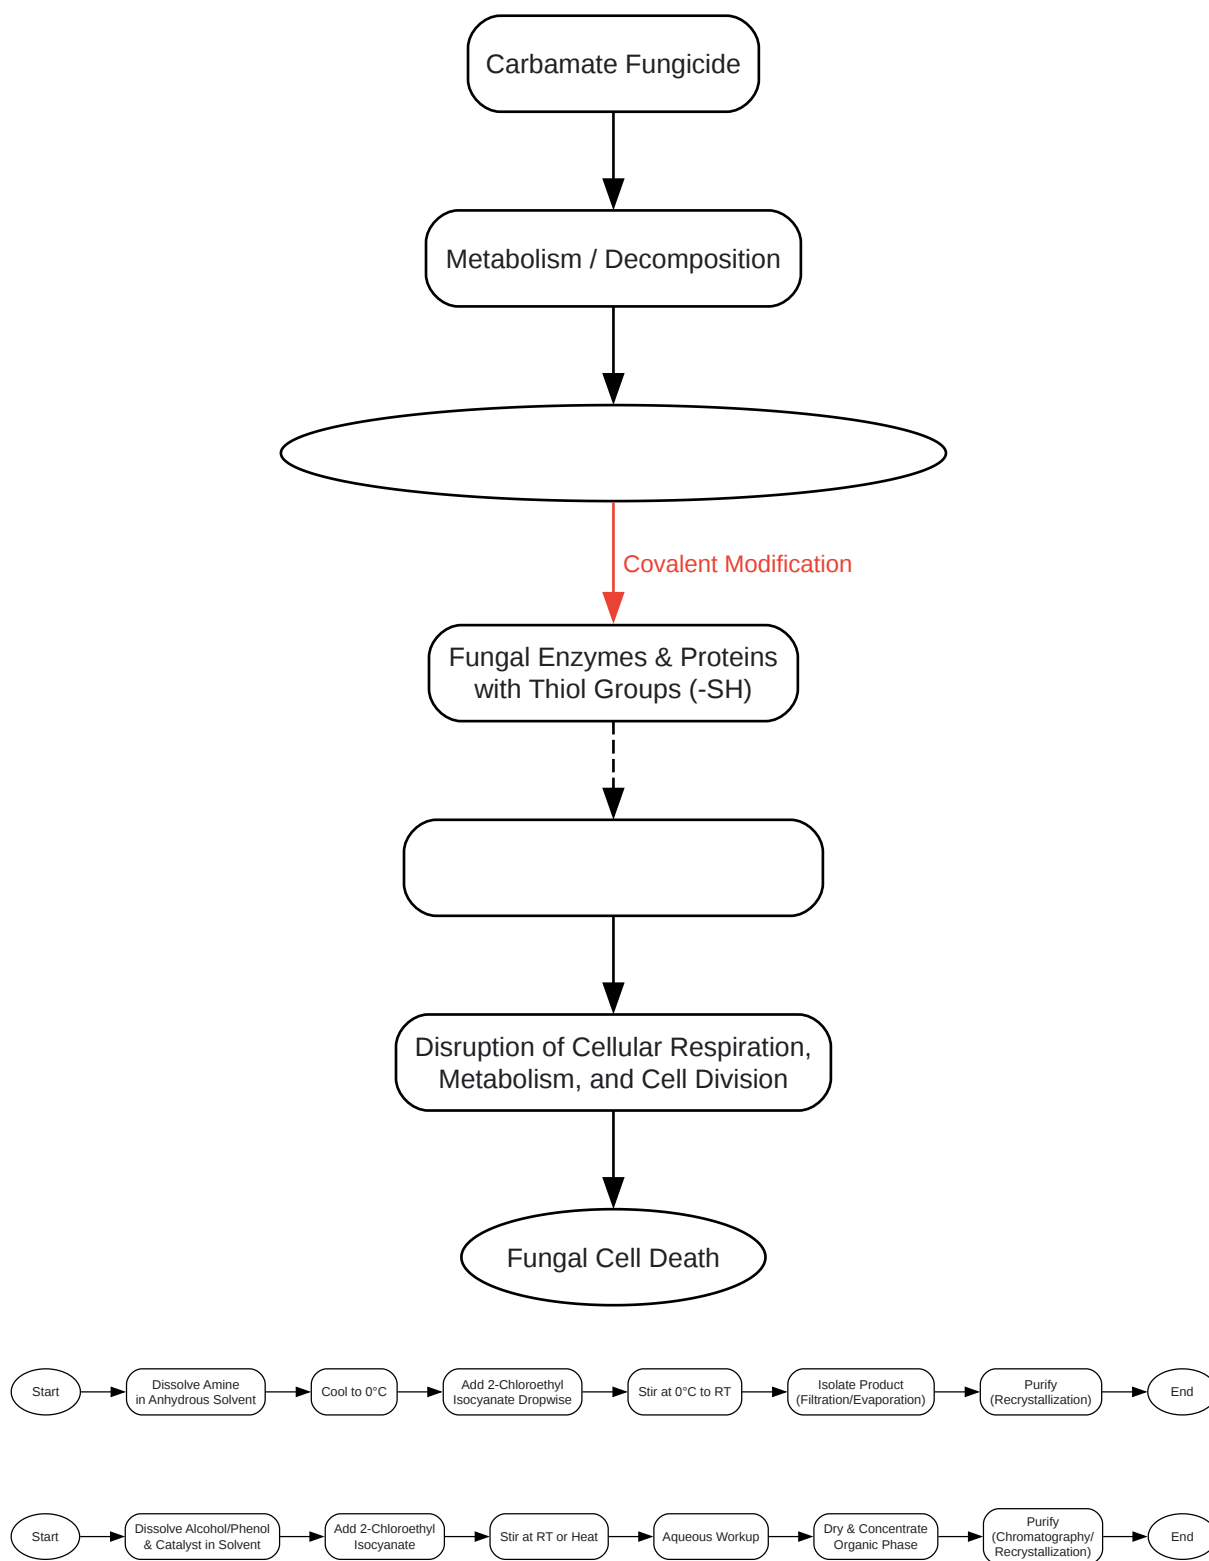 Carbamate Fungicide
Metabolism / Decomposition
Covalent Modification
Fungal Enzymes & Proteins
with Thiol Groups (-SH)
Disruption of Cellular Respiration,
Metabolism, and Cell Division
Fungal Cell Death
Start
Dissolve Amine
in Anhydrous Solvent
Cool to 0°C
Add 2-Chloroethyl
Isocyanate Dropwise
Stir at 0°C to RT
Isolate Product
(Filtration/Evaporation)
Purify
(Recrystallization)
End
Start
Dissolve Alcohol/Phenol
& Catalyst in Solvent
Add 2-Chloroethyl
Isocyanate
Stir at RT or Heat
Aqueous Workup
Dry & Concentrate
Organic Phase
Purify
(Chromatography/
Recrystallization)
End